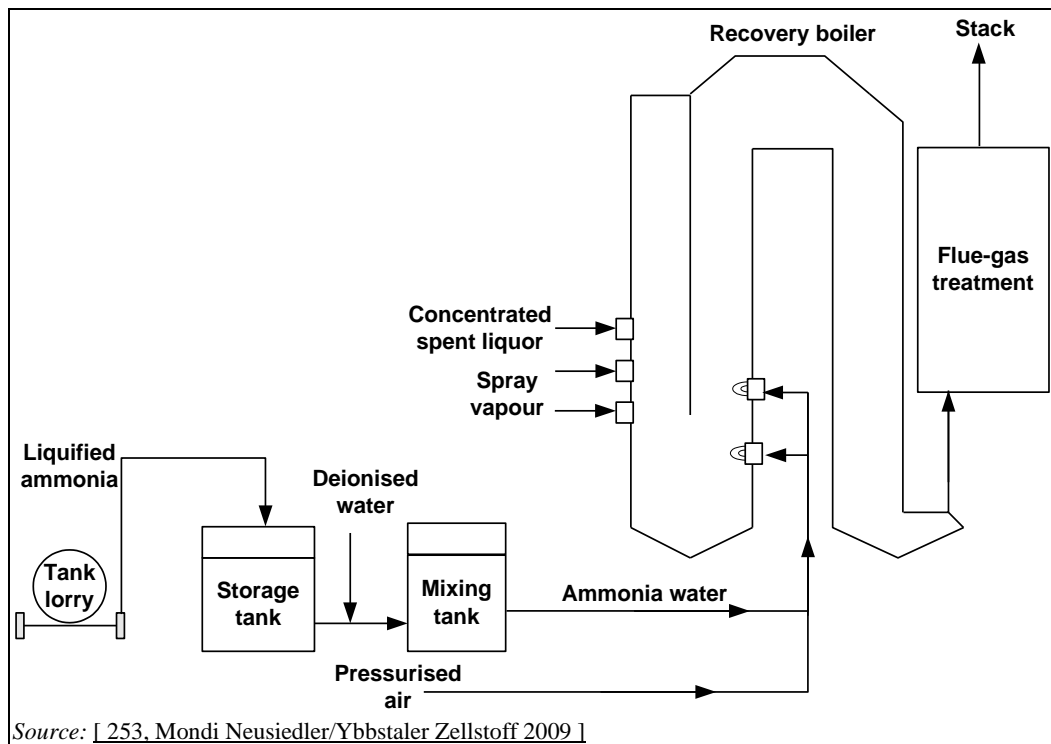 Recovery boiler
Stack
Flue-gas
treatment
Concentrated
spent liquor
Spray
vapour
Liquified
ammonia
Deionised
water
Tank
lorry
Storage
tank
Mixing
tank
Ammonia water
Pressurised
air
Source: [ 253, Mondi Neusiedler/Ybbstaler Zellstoff 2009 ]